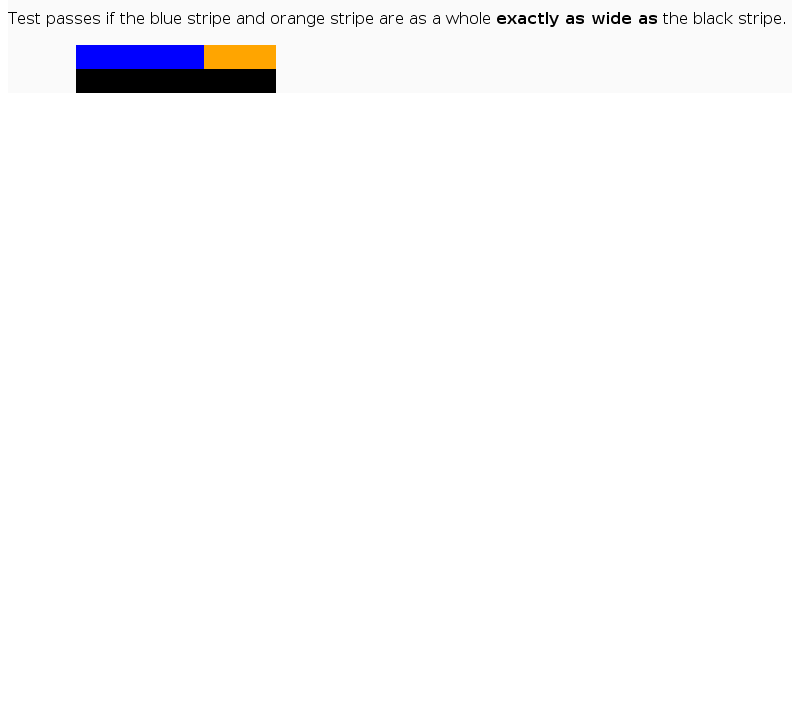 Test passes if the blue stripe and orange stripe are as a whole exactly as wide as the black stripe.